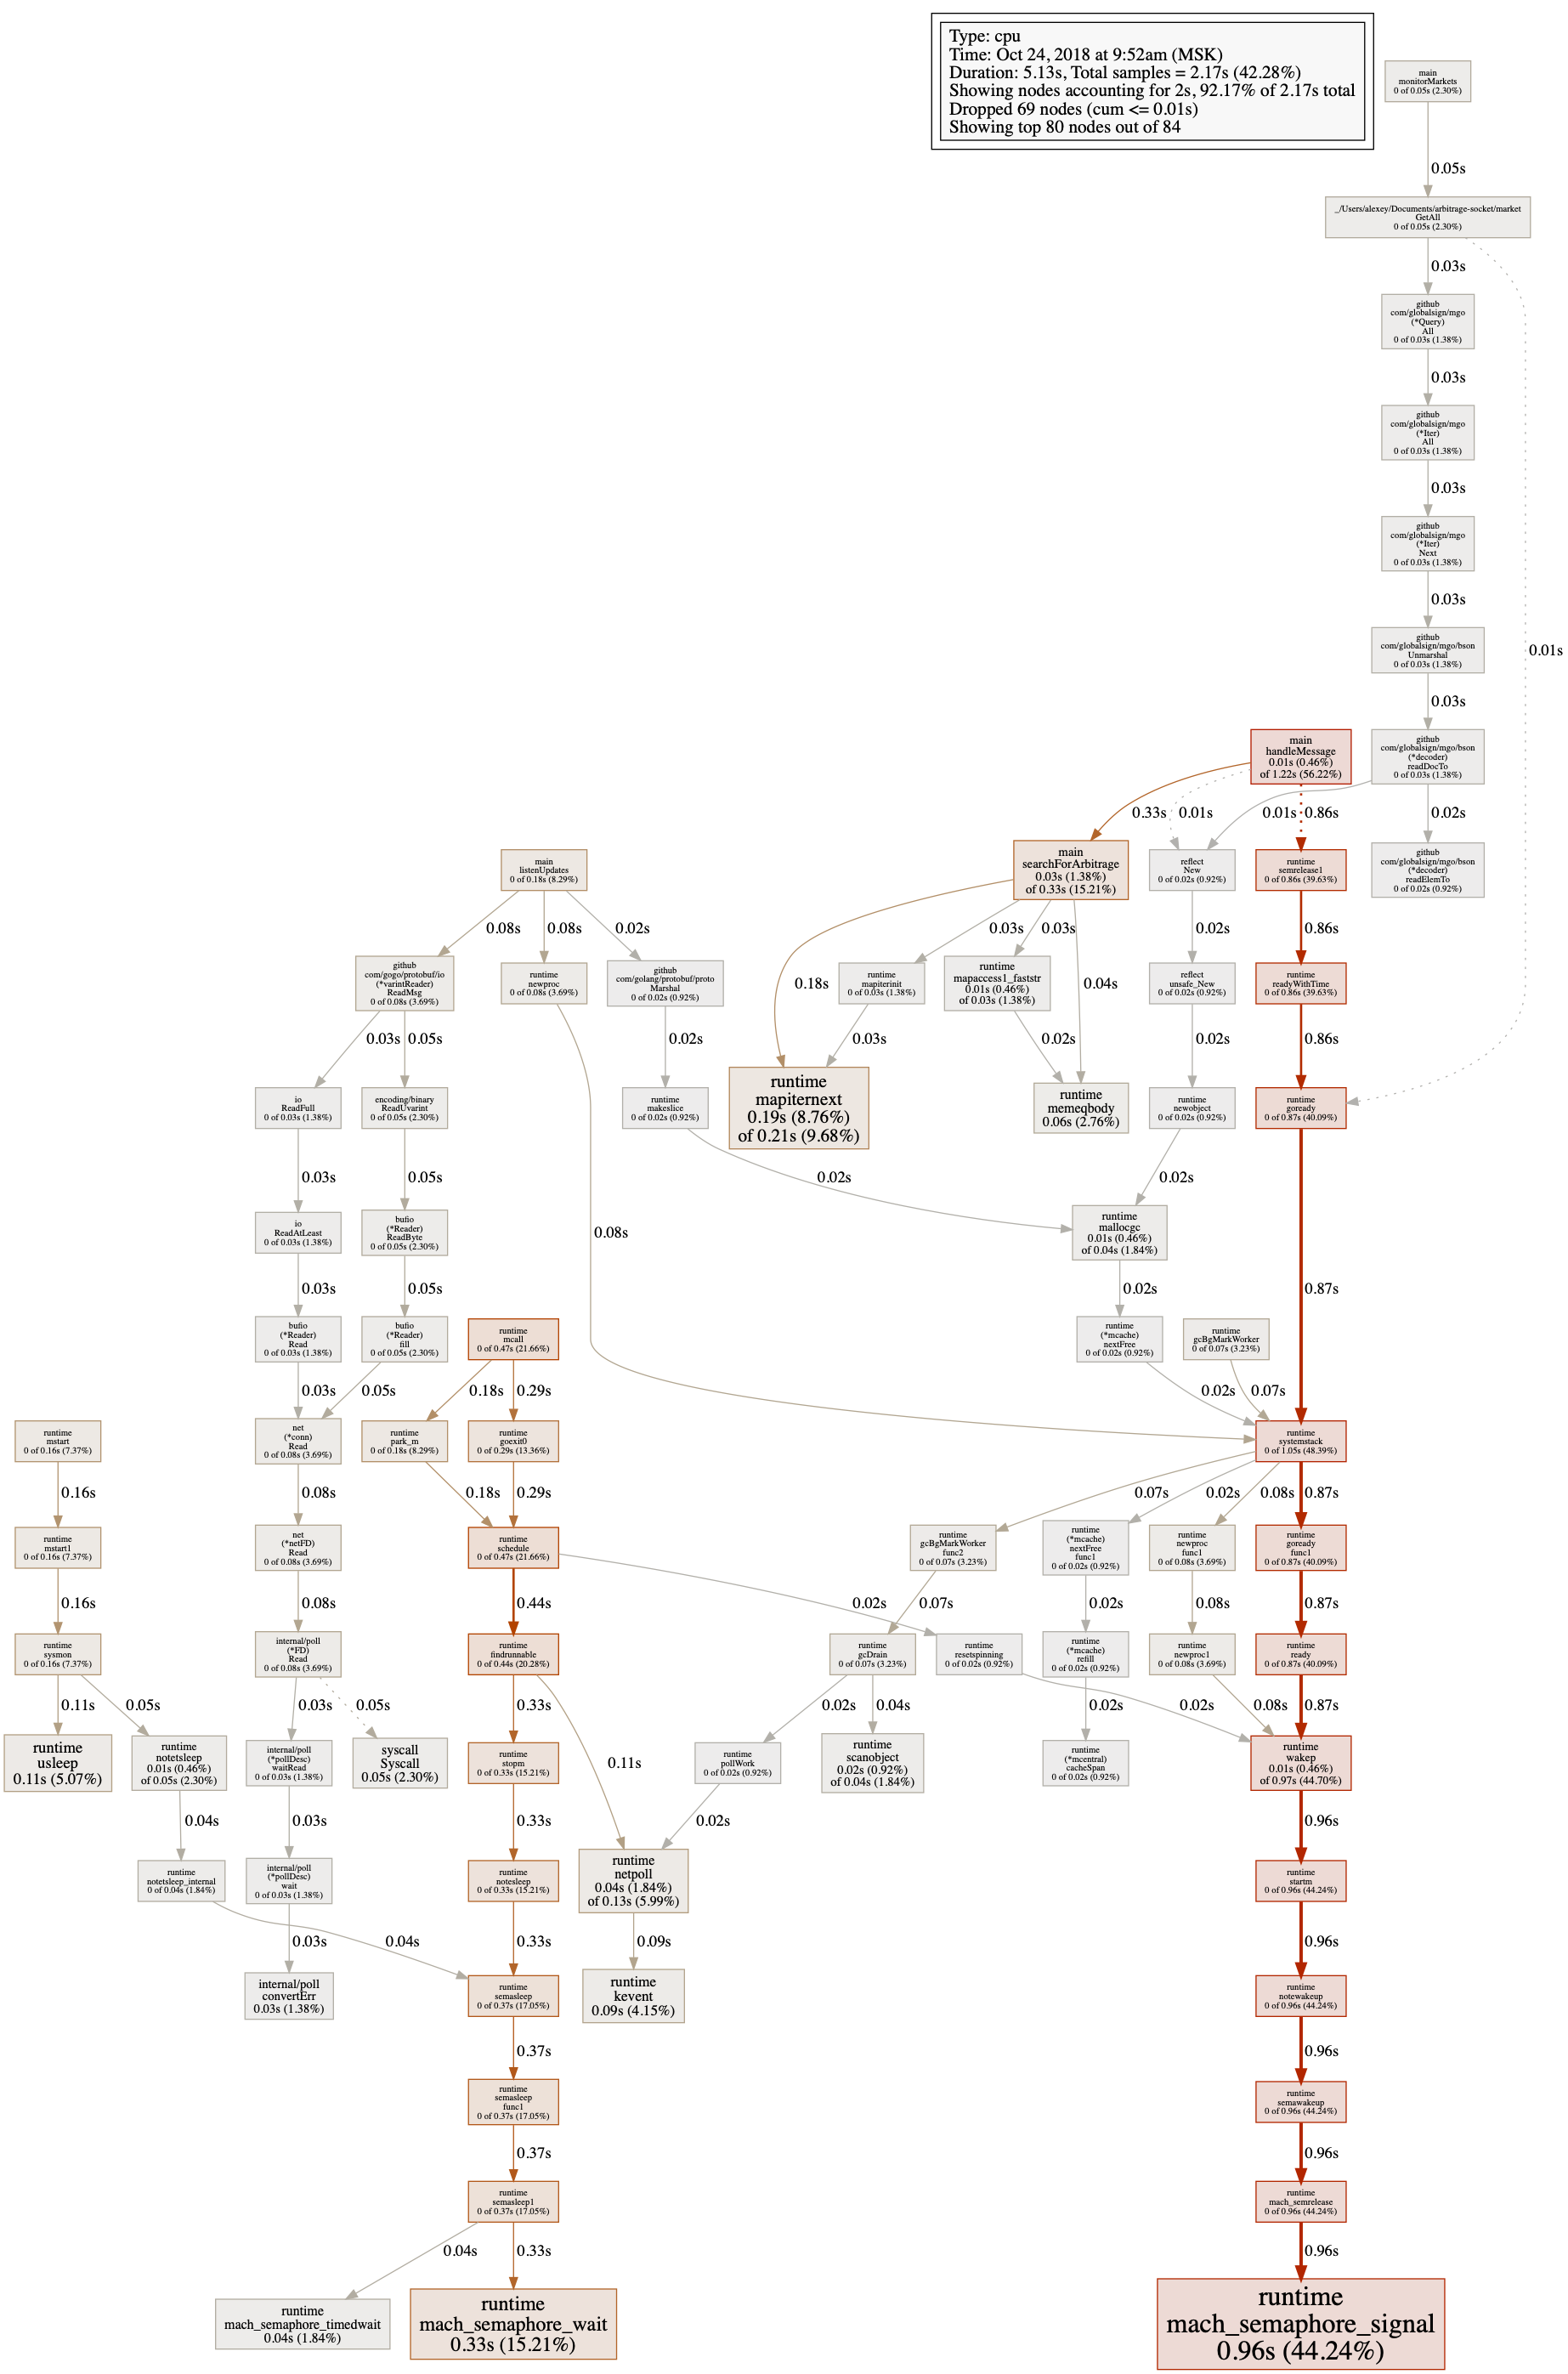 Type: cpu
Time: Oct 24, 2018 at 9:52am (MSK)
Duration: 5.13s, Total samples = 2.17s (42.28%)
Showing nodes accounting for 2s, 92.17% of 2.17s total
Dropped 69 nodes (cum <= 0.01s)
Showing top 80 nodes out of 84
main
monitorMarkets
0 of 0.05s (2.30%)
0.05s
_/Users/alexey/Documents/arbitrage-socket/market
GetAll
0 of 0.05s (2.30%)
0.03s
0.01s
github
com/globalsign/mgo
(*Query)
All
0 of 0.03s (1.38%)
0.03s
github
com/globalsign/mgo
(*Iter)
All
0 of 0.03s (1.38%)
0.03s
github
com/globalsign/mgo
(*Iter)
Next
0 of 0.03s (1.38%)
0.03s
github
com/globalsign/mgo/bson
Unmarshal
0 of 0.03s (1.38%)
0.03s
main
handleMessage
0.01s (0.46%)
of 1.22s (56.22%)
github
com/globalsign/mgo/bson
(*decoder)
readDocTo
0 of 0.03s (1.38%)
0.33s
0.01s
0.01s
0.86s
0.02s
main
listenUpdates
0 of 0.18s (8.29%)
main
searchForArbitrage
0.03s (1.38%)
of 0.33s (15.21%)
reflect
New
0 of 0.02s (0.92%)
runtime
semrelease1
0 of 0.86s (39.63%)
github
com/globalsign/mgo/bson
(*decoder)
readElemTo
0 of 0.02s (0.92%)
0.08s
0.08s
0.02s
0.18s
0.03s
0.03s
0.04s
0.02s
0.86s
github
com/gogo/protobuf/io
(*varintReader)
ReadMsg
0 of 0.08s (3.69%)
runtime
newproc
0 of 0.08s (3.69%)
github
com/golang/protobuf/proto
Marshal
0 of 0.02s (0.92%)
runtime
mapiterinit
0 of 0.03s (1.38%)
runtime
mapaccess1_faststr
0.01s (0.46%)
of 0.03s (1.38%)
reflect
unsafe_New
0 of 0.02s (0.92%)
runtime
readyWithTime
0 of 0.86s (39.63%)
0.03s
0.05s
0.02s
0.03s
0.02s
0.02s
0.86s
io
ReadFull
0 of 0.03s (1.38%)
encoding/binary
ReadUvarint
0 of 0.05s (2.30%)
runtime
makeslice
0 of 0.02s (0.92%)
runtime
mapiternext
0.19s (8.76%)
of 0.21s (9.68%)
runtime
memeqbody
0.06s (2.76%)
runtime
newobject
0 of 0.02s (0.92%)
runtime
goready
0 of 0.87s (40.09%)
0.03s
0.05s
0.02s
0.02s
io
ReadAtLeast
0 of 0.03s (1.38%)
bufio
(*Reader)
ReadByte
0 of 0.05s (2.30%)
0.08s
runtime
mallocgc
0.01s (0.46%)
of 0.04s (1.84%)
0.03s
0.05s
0.02s
0.87s
bufio
(*Reader)
Read
0 of 0.03s (1.38%)
bufio
(*Reader)
fill
0 of 0.05s (2.30%)
runtime
mcall
0 of 0.47s (21.66%)
runtime
(*mcache)
nextFree
0 of 0.02s (0.92%)
runtime
gcBgMarkWorker
0 of 0.07s (3.23%)
0.03s
0.05s
0.18s
0.29s
0.02s
0.07s
runtime
mstart
0 of 0.16s (7.37%)
net
(*conn)
Read
0 of 0.08s (3.69%)
runtime
park_m
0 of 0.18s (8.29%)
runtime
goexit0
0 of 0.29s (13.36%)
runtime
systemstack
0 of 1.05s (48.39%)
0.16s
0.08s
0.18s
0.29s
0.07s
0.02s
0.08s
0.87s
runtime
mstart1
0 of 0.16s (7.37%)
net
(*netFD)
Read
0 of 0.08s (3.69%)
runtime
schedule
0 of 0.47s (21.66%)
runtime
gcBgMarkWorker
func2
0 of 0.07s (3.23%)
runtime
(*mcache)
nextFree
func1
0 of 0.02s (0.92%)
runtime
newproc
func1
0 of 0.08s (3.69%)
runtime
goready
func1
0 of 0.87s (40.09%)
0.16s
0.08s
0.44s
0.02s
0.07s
0.02s
0.08s
0.87s
runtime
sysmon
0 of 0.16s (7.37%)
internal/poll
(*FD)
Read
0 of 0.08s (3.69%)
runtime
findrunnable
0 of 0.44s (20.28%)
runtime
gcDrain
0 of 0.07s (3.23%)
runtime
resetspinning
0 of 0.02s (0.92%)
runtime
(*mcache)
refill
0 of 0.02s (0.92%)
runtime
newproc1
0 of 0.08s (3.69%)
runtime
ready
0 of 0.87s (40.09%)
0.11s
0.05s
0.03s
0.05s
0.33s
0.11s
0.02s
0.04s
0.02s
0.02s
0.08s
0.87s
runtime
usleep
0.11s (5.07%)
runtime
notetsleep
0.01s (0.46%)
of 0.05s (2.30%)
internal/poll
(*pollDesc)
waitRead
0 of 0.03s (1.38%)
syscall
Syscall
0.05s (2.30%)
runtime
stopm
0 of 0.33s (15.21%)
runtime
pollWork
0 of 0.02s (0.92%)
runtime
scanobject
0.02s (0.92%)
of 0.04s (1.84%)
runtime
(*mcentral)
cacheSpan
0 of 0.02s (0.92%)
runtime
wakep
0.01s (0.46%)
of 0.97s (44.70%)
0.04s
0.03s
0.33s
0.02s
0.96s
runtime
notetsleep_internal
0 of 0.04s (1.84%)
internal/poll
(*pollDesc)
wait
0 of 0.03s (1.38%)
runtime
notesleep
0 of 0.33s (15.21%)
runtime
netpoll
0.04s (1.84%)
of 0.13s (5.99%)
runtime
startm
0 of 0.96s (44.24%)
0.04s
0.03s
0.33s
0.09s
0.96s
internal/poll
convertErr
0.03s (1.38%)
runtime
semasleep
0 of 0.37s (17.05%)
runtime
kevent
0.09s (4.15%)
runtime
notewakeup
0 of 0.96s (44.24%)
0.37s
0.96s
runtime
semasleep
func1
0 of 0.37s (17.05%)
runtime
semawakeup
0 of 0.96s (44.24%)
0.37s
0.96s
runtime
semasleep1
0 of 0.37s (17.05%)
runtime
mach_semrelease
0 of 0.96s (44.24%)
0.04s
0.33s
0.96s
runtime
mach_semaphore_timedwait
0.04s (1.84%)
runtime
mach_semaphore_wait
0.33s (15.21%)
runtime
mach_semaphore_signal
0.96s (44.24%)